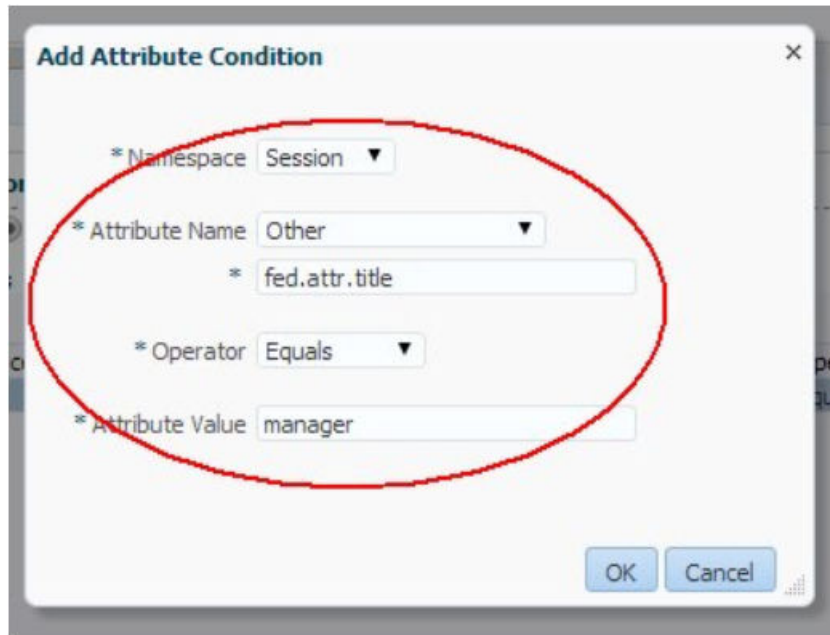 Add Attribute Condition
* Namespace Session
* Attribute Name Other
* fed.attr.title
* Operator Equals
* Attribute Value manager
OK Cancel